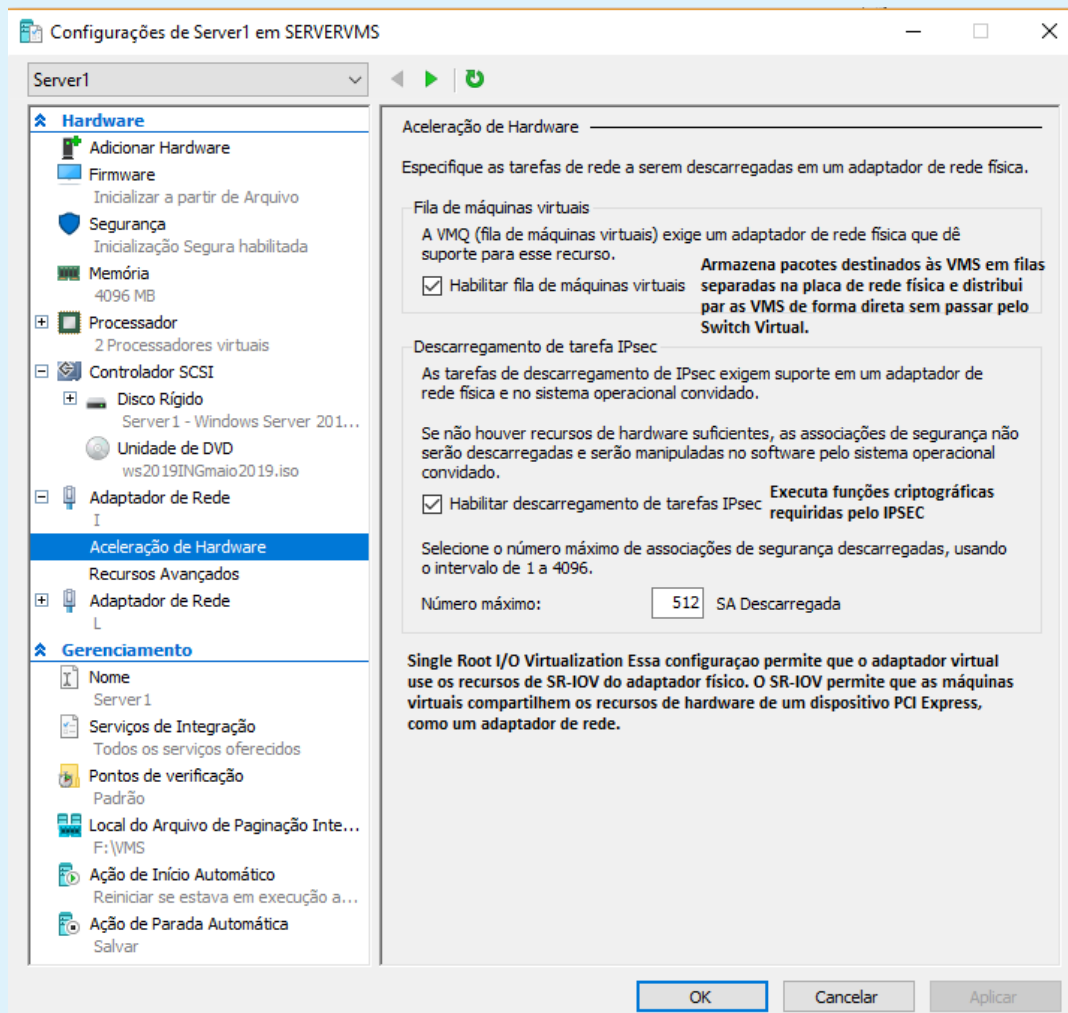 Configurações de Server1 em SERVERVMS
Server1
Hardware
Adicionar Hardware
Firmware
Inicializar a partir de Arquivo
Segurança
Inicialização Segura habilitada
Memória
4096 MB
Processador
2 Processadores virtuais
Controlador SCSI
Disco Rígido
Server1 - Windows Server 201...
Unidade de DVD
ws2019INGmaio2019.iso
Adaptador de Rede
I
Aceleração de Hardware
Recursos Avançados
Adaptador de Rede
L
Gerenciamento
Nome
Server1
Serviços de Integração
Todos os serviços oferecidos
Pontos de verificação
Padrão
Local do Arquivo de Paginação Inte...
F:\VMS
Ação de Início Automático
Reiniciar se estava em execução a...
Ação de Parada Automática
Salvar
Aceleração de Hardware
Especifique as tarefas de rede a serem descarregadas em um adaptador de rede física.
Fila de máquinas virtuais
A VMQ (fila de máquinas virtuais) exige um adaptador de rede física que dê
suporte para esse recurso.
Habilitar fila de máquinas virtuais
Armazena pacotes destinados às VMS em filas
separadas na placa de rede física e distribui
par as VMS de forma direta sem passar pelo
Switch Virtual.
Descarregamento de tarefa IPsec
As tarefas de descarregamento de IPsec exigem suporte em um adaptador de
rede física e no sistema operacional convidado.
Se não houver recursos de hardware suficientes, as associações de segurança não
serão descarregadas e serão manipuladas no software pelo sistema operacional
convidado.
Habilitar descarregamento de tarefas IPsec
Executa funções criptográficas
requiridas pelo IPSEC
Selecione o número máximo de associações de segurança descarregadas, usando
o intervalo de 1 a 4096.
Número máximo: 512 SA Descarregada
Single Root I/O Virtualization Essa configuraçao permite que o adaptador virtual
use os recursos de SR-IOV do adaptador físico. O SR-IOV permite que as máquinas
virtuais compartilhem os recursos de hardware de um dispositivo PCI Express,
como um adaptador de rede.
OK
Cancelar
Aplicar